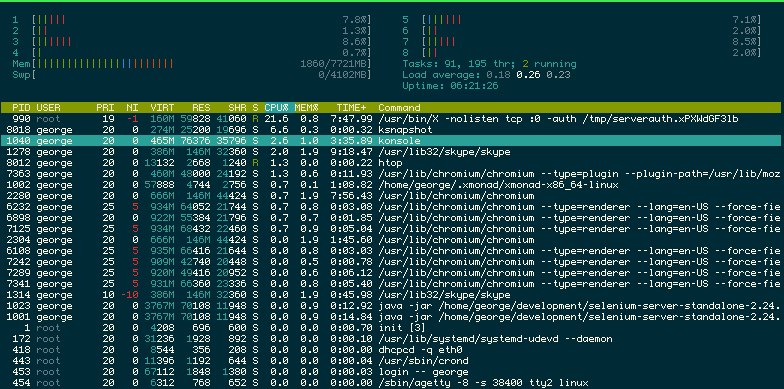 1 [||||| 7.8%] 5 [|||||| 7.1%]
2 [|| 1.3%] 6 [|| 2.0%]
3 [|||||| 8.6%] 7 [|||||| 8.5%]
4 [| 0.7%] 8 [|| 2.0%]
Mem[|||||||||||||||||||||||| 1860/7721MB] Tasks: 91, 195 thr; 2 running
Swp[ 0/4102MB] Load average: 0.18 0.26 0.23
Uptime: 06:21:26
PID USER PRI NI VIRT RES SHR S CPU% MEM% TIME+ Command
990 root 19 -1 160M 59828 41060 R 21.6 0.8 7:47.99 /usr/bin/X -nolisten tcp :0 -auth /tmp/serverauth.xPXWdGF3lb
8018 george 20 0 274M 25200 19696 S 6.6 0.3 0:00.32 ksnapshot
1040 george 20 0 465M 76376 35796 S 2.6 1.0 3:35.89 konsole
1278 george 20 0 386M 146M 32360 S 2.0 1.9 9:18.47 /usr/lib32/skype/skype
8012 george 20 0 13132 2668 1240 R 1.3 0.0 0:00.22 htop
7363 george 20 0 460M 48000 24192 S 1.3 0.6 0:11.93 /usr/lib/chromium/chromium --type=plugin --plugin-path=/usr/lib/moz
1002 george 20 0 57888 4744 2756 S 0.7 0.1 1:08.82 /home/george/.xmonad/xmonad-x86_64-linux
2280 george 20 0 666M 146M 44424 S 0.7 1.9 7:56.43 /usr/lib/chromium/chromium
6232 george 25 5 934M 64052 21744 S 0.7 0.8 0:03.08 /usr/lib/chromium/chromium --type=renderer --lang=en-US --force-fie
6898 george 20 0 922M 55384 21796 S 0.7 0.7 0:01.85 /usr/lib/chromium/chromium --type=renderer --lang=en-US --force-fie
7125 george 25 5 934M 68432 22460 S 0.7 0.9 0:05.04 /usr/lib/chromium/chromium --type=renderer --lang=en-US --force-fie
2304 george 20 0 666M 146M 44424 S 0.0 1.9 1:45.60 /usr/lib/chromium/chromium
6108 george 25 5 935M 66416 21644 S 0.0 0.8 0:03.03 /usr/lib/chromium/chromium --type=renderer --lang=en-US --force-fie
7242 george 25 5 909M 42740 20448 S 0.0 0.5 0:00.78 /usr/lib/chromium/chromium --type=renderer --lang=en-US --force-fie
7289 george 25 5 920M 49416 20952 S 0.0 0.6 0:06.12 /usr/lib/chromium/chromium --type=renderer --lang=en-US --force-fie
7341 george 25 5 931M 66360 23336 S 0.0 0.8 0:05.40 /usr/lib/chromium/chromium --type=renderer --lang=en-US --force-fie
1314 george 10 -10 386M 146M 32360 S 0.0 1.9 0:45.98 /usr/lib32/skype/skype
1023 george 20 0 3767M 70108 11948 S 0.0 0.9 0:12.92 java -jar /home/george/development/selenium-server-standalone-2.24.
1001 george 20 0 3767M 70108 11948 S 0.0 0.9 0:14.84 java -jar /home/george/development/selenium-server-standalone-2.24.
1 root 20 0 4208 696 600 S 0.0 0.0 0:00.70 init [3]
172 root 20 0 31236 1928 892 S 0.0 0.0 0:00.10 /usr/lib/systemd/systemd-udevd --daemon
418 root 20 0 8544 356 208 S 0.0 0.0 0:00.00 dhcpcd -q eth0
443 root 20 0 11396 1192 644 S 0.0 0.0 0:00.04 /usr/sbin/crond
453 root 20 0 67112 1848 1380 S 0.0 0.0 0:00.03 login -- george
454 root 20 0 6312 768 652 S 0.0 0.0 0:00.00 /sbin/agetty -8 -s 38400 tty2 linux